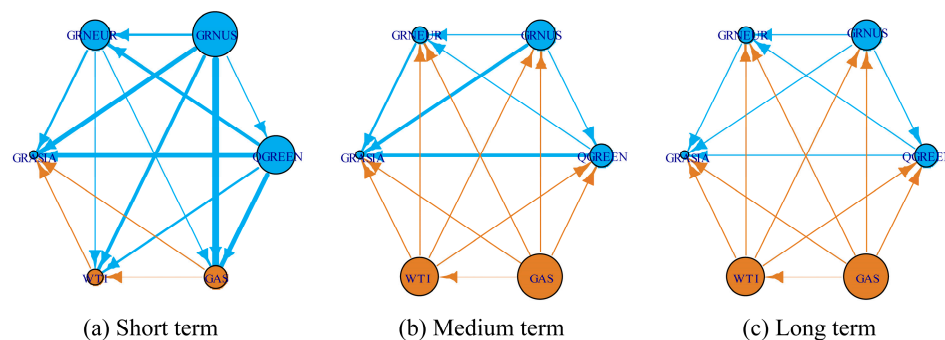 GRNEUR GRNUS
GRASIA QGREEN
WTI GAS
(a) Short term
GRNEUR GRNUS
GRASIA QGREEN
WTI GAS
(b) Medium term
GRNEUR GRNUS
GRASIA QGREEN
WTI GAS
(c) Long term